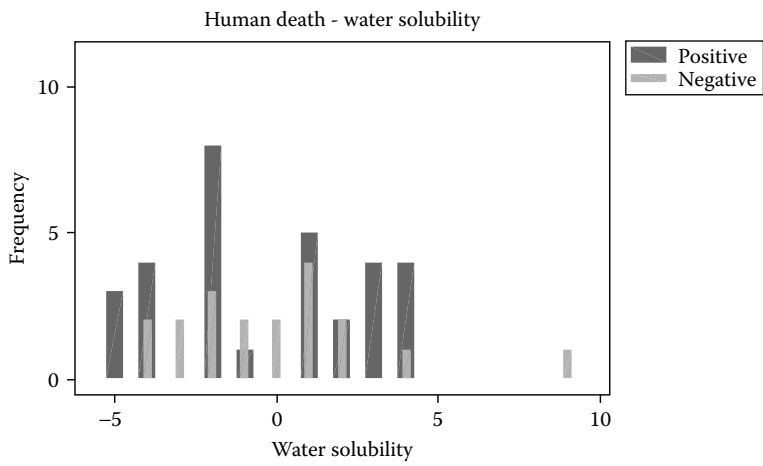 Human death - water solubility
Positive
Negative
10
5
0
Frequency
−5
0
5
10
Water solubility